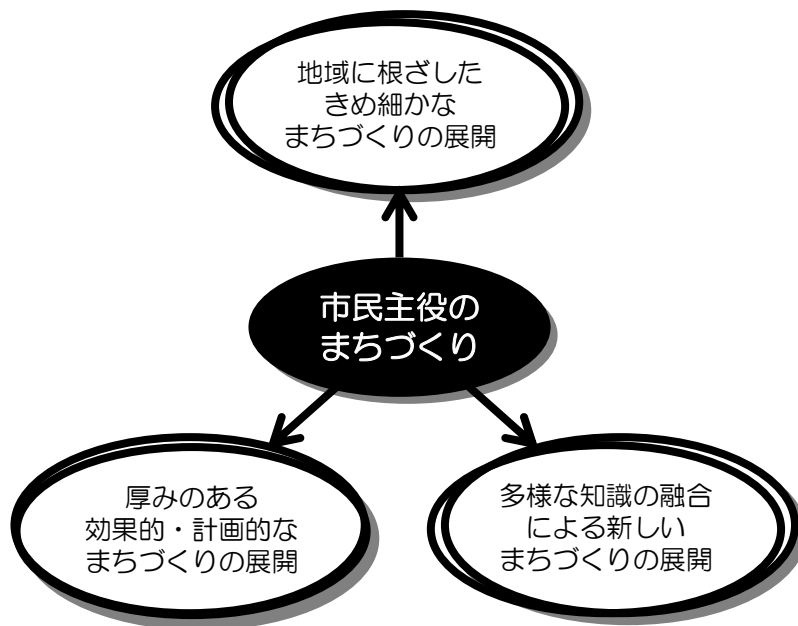 地域に根ざした
きめ細かな
まちづくりの展開
市民主役の
まちづくり
厚みのある
効果的・計画的な
まちづくりの展開
多様な知識の融合
による新しい
まちづくりの展開